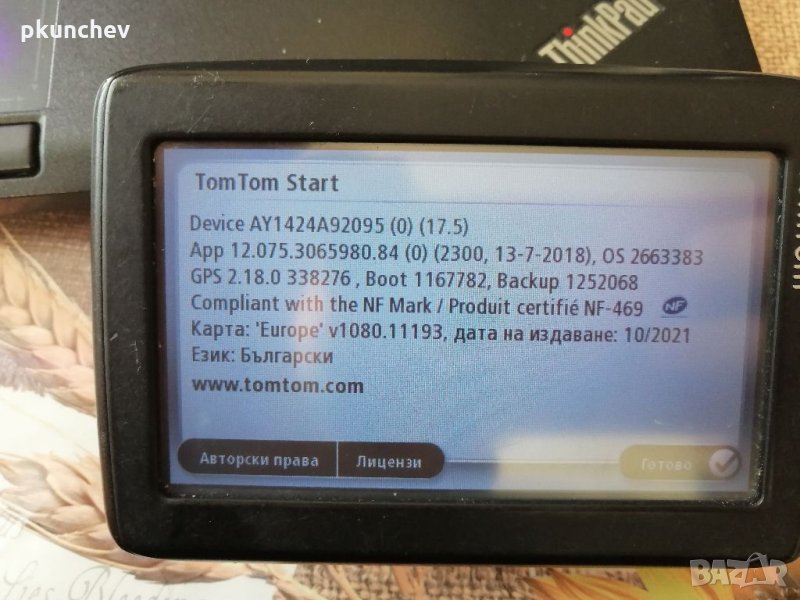 pkunchev
ThinkPad
TomTom Start
Device AY1424A92095 (0) (17.5)
App 12.075.3065980.84 (0) (2300, 13-7-2018), OS 2663383
GPS 2.18.0 338276 , Boot 1167782, Backup 1252068
Compliant with the NF Mark / Produit certifié NF-469 NF
Карта: 'Europe' v1080.11193, дата на издаване: 10/2021
Език: Български
www.tomtom.com
Авторски права
Лицензи
Готово
BAZAR